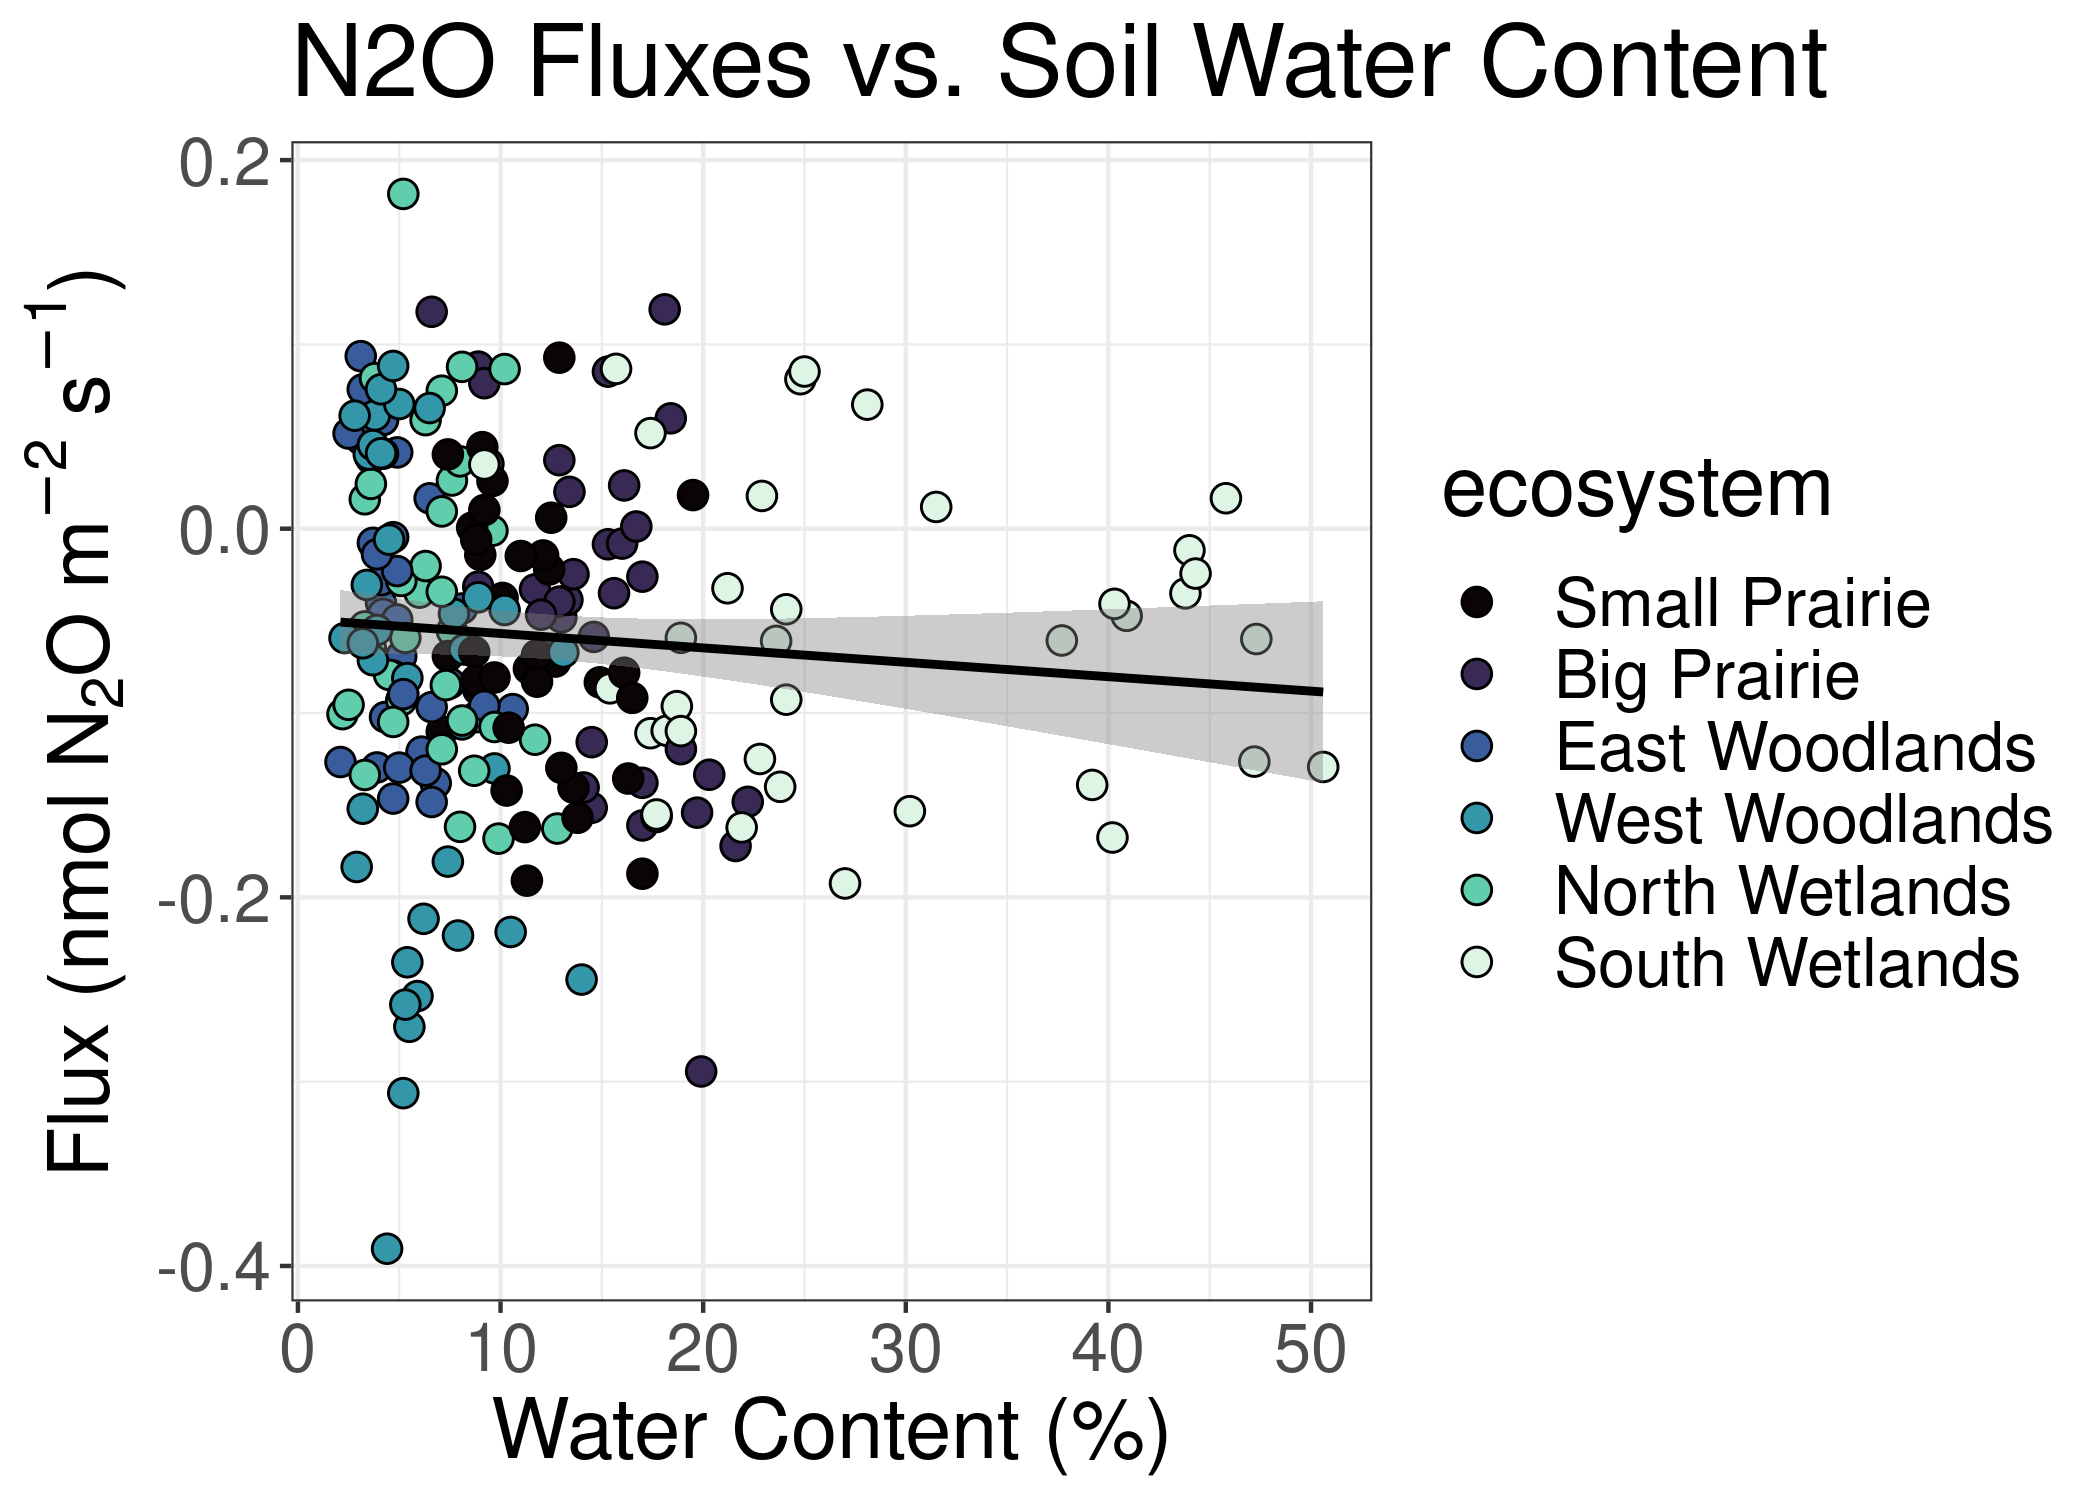 N2O Fluxes vs. Soil Water Content
Flux (nmol N₂O m⁻² s⁻¹)
0.2
0.0
-0.2
-0.4
0 10 20 30 40 50
Water Content (%)
ecosystem
Small Prairie
Big Prairie
East Woodlands
West Woodlands
North Wetlands
South Wetlands